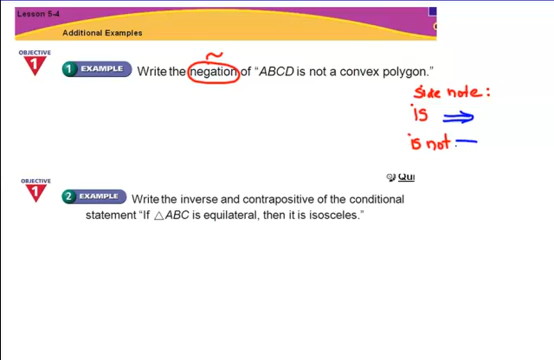 Lesson 5-4
Additional Examples
OBJECTIVE
1
1 EXAMPLE Write the negation of “ABCD is not a convex polygon.”
~
side note:
is ⇒
is not —
OBJECTIVE
1
2 EXAMPLE Write the inverse and contrapositive of the conditional
statement “If △ABC is equilateral, then it is isosceles.”